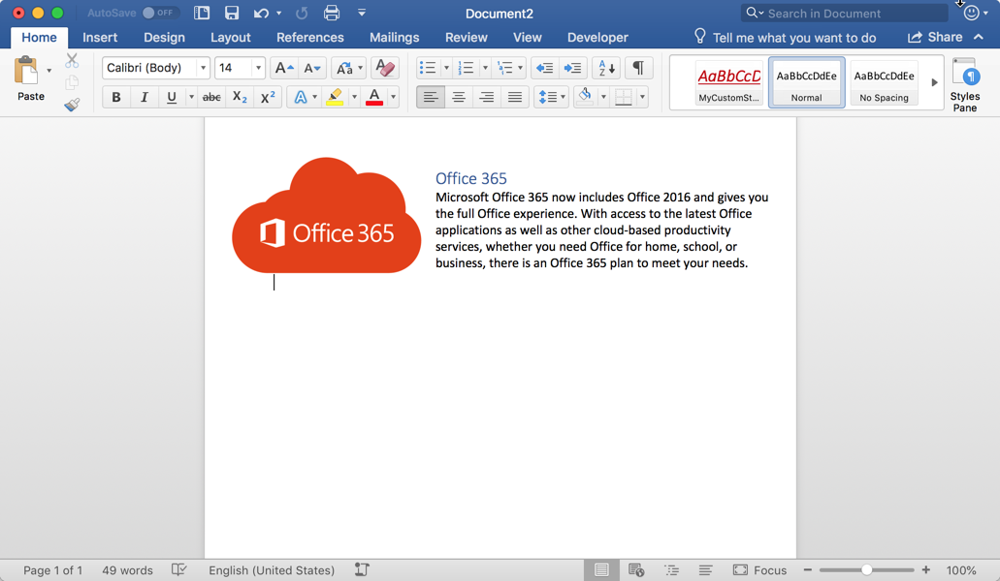 AutoSave OFF
Document2
Search in Document
Home Insert Design Layout References Mailings Review View Developer
Tell me what you want to do
Share
Paste
Calibri (Body) 14
A A Aa A
B I U abc X2 X2 A A
A Z
¶
AaBbCcD
MyCustomSt...
AaBbCcDdEe
Normal
AaBbCcDdEe
No Spacing
Styles
Pane
Office 365
Office 365
Microsoft Office 365 now includes Office 2016 and gives you
the full Office experience. With access to the latest Office
applications as well as other cloud-based productivity
services, whether you need Office for home, school, or
business, there is an Office 365 plan to meet your needs.
Page 1 of 1 49 words English (United States) Focus 100%